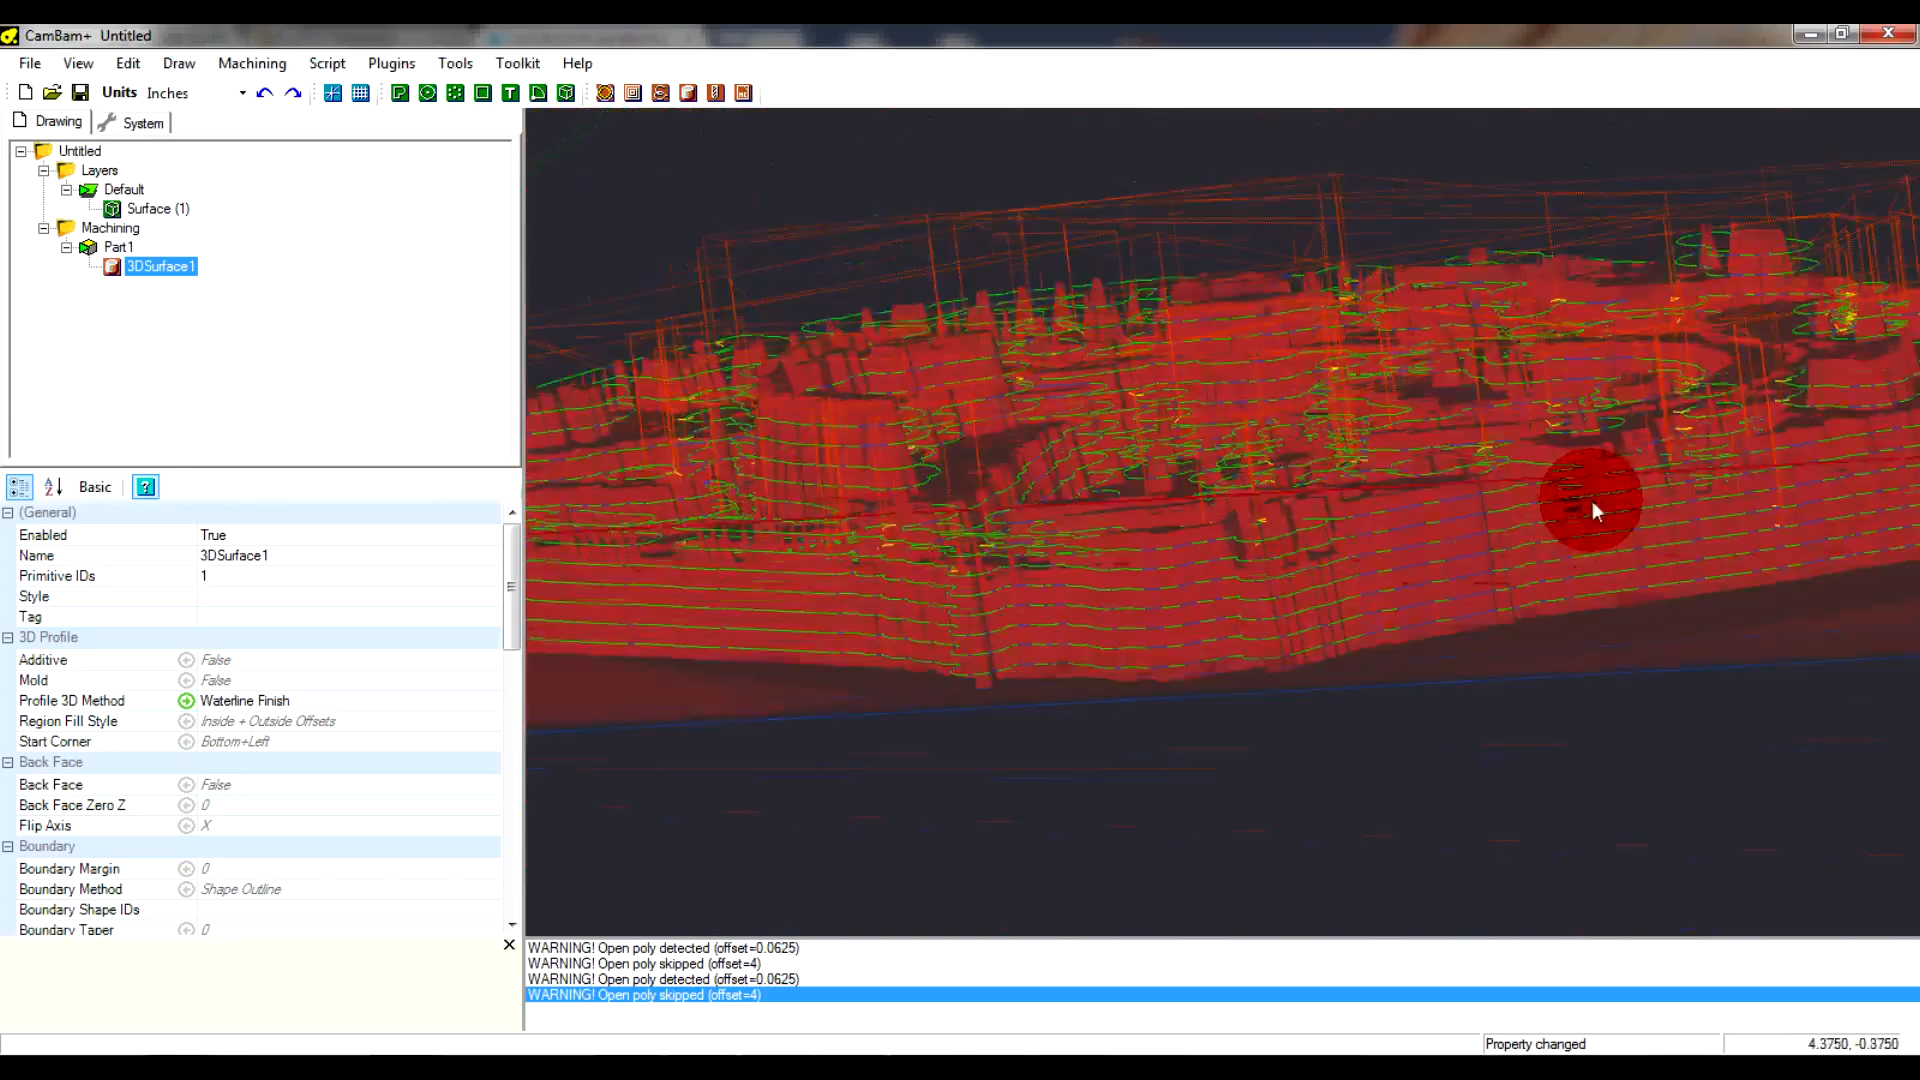 CamBam+ Untitled
File View Edit Draw Machining Script Plugins Tools Toolkit Help
Units Inches
Drawing System
Untitled
Layers
Default
Surface (1)
Machining
Part1
3DSurface1
Basic
(General)
Enabled True
Name 3DSurface1
Primitive IDs 1
Style
Tag
3D Profile
Additive False
Mold False
Profile 3D Method Waterline Finish
Region Fill Style Inside + Outside Offsets
Start Corner Bottom+Left
Back Face
Back Face False
Back Face Zero Z 0
Flip Axis X
Boundary
Boundary Margin 0
Boundary Method Shape Outline
Boundary Shape IDs
Boundary Taper 0
WARNING! Open poly detected (offset=0.0625)
WARNING! Open poly skipped (offset=4)
WARNING! Open poly detected (offset=0.0625)
WARNING! Open poly skipped (offset=4)
Property changed 4.3750, -0.8750